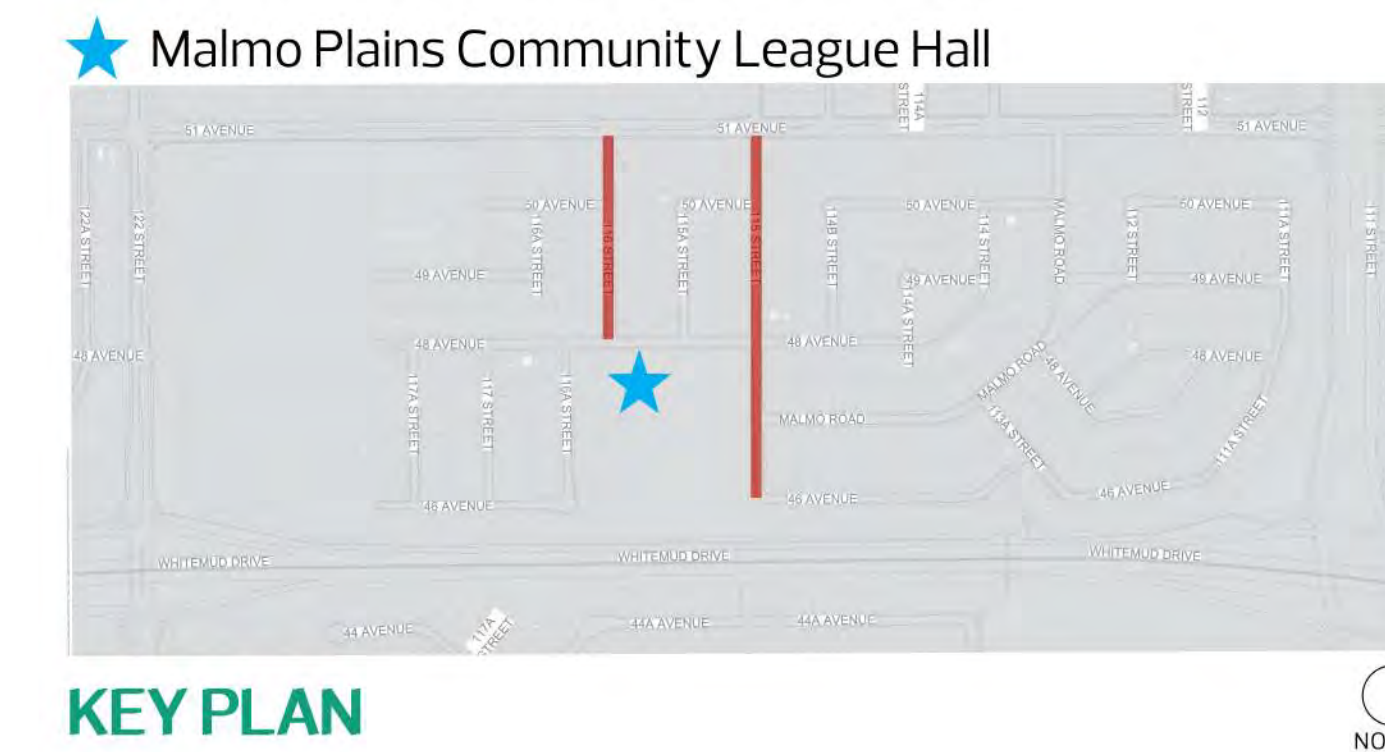 Malmo Plains Community League Hall
114A STREET
112 STREET
51 AVENUE
51 AVENUE
51 AVENUE
50 AVENUE
50 AVENUE
50 AVENUE
50 AVENUE
122A STREET
122 STREET
116A STREET
116 STREET
115A STREET
115 STREET
114B STREET
114 STREET
MALMO ROAD
112 STREET
111A STREET
111 STREET
49 AVENUE
49 AVENUE
49 AVENUE
114A STREET
48 AVENUE
48 AVENUE
48 AVENUE
48 AVENUE
48 AVENUE
MALMO ROAD
117A STREET
117 STREET
116A STREET
MALMO ROAD
113A STREET
111A STREET
46 AVENUE
46 AVENUE
46 AVENUE
WHITEMUD DRIVE
WHITEMUD DRIVE
WHITEMUD DRIVE
44 AVENUE
117A STREET
44A AVENUE
44A AVENUE
KEY PLAN
NO